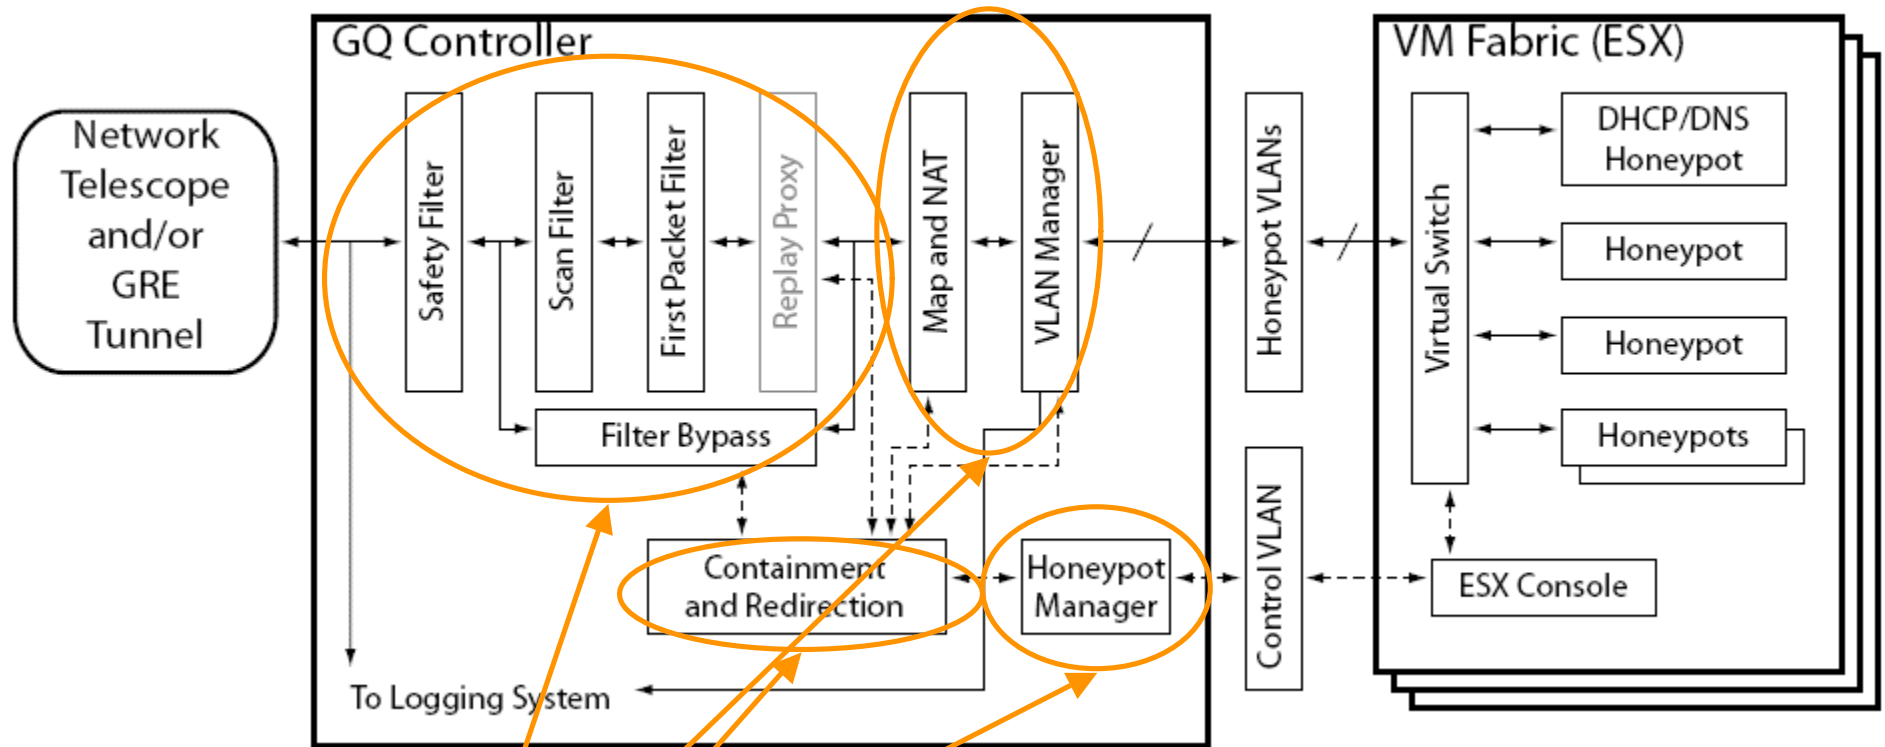 GQ Controller
VM Fabric (ESX)
Network
Telescope
and/or
GRE
Tunnel
Safety Filter
Scan Filter
First Packet Filter
Replay Proxy
Map and NAT
VLAN Manager
Honeypot VLANs
Virtual Switch
DHCP/DNS
Honeypot
Honeypot
Honeypot
Honeypots
Filter Bypass
Containment
and Redirection
Honeypot
Manager
Control VLAN
ESX Console
To Logging System